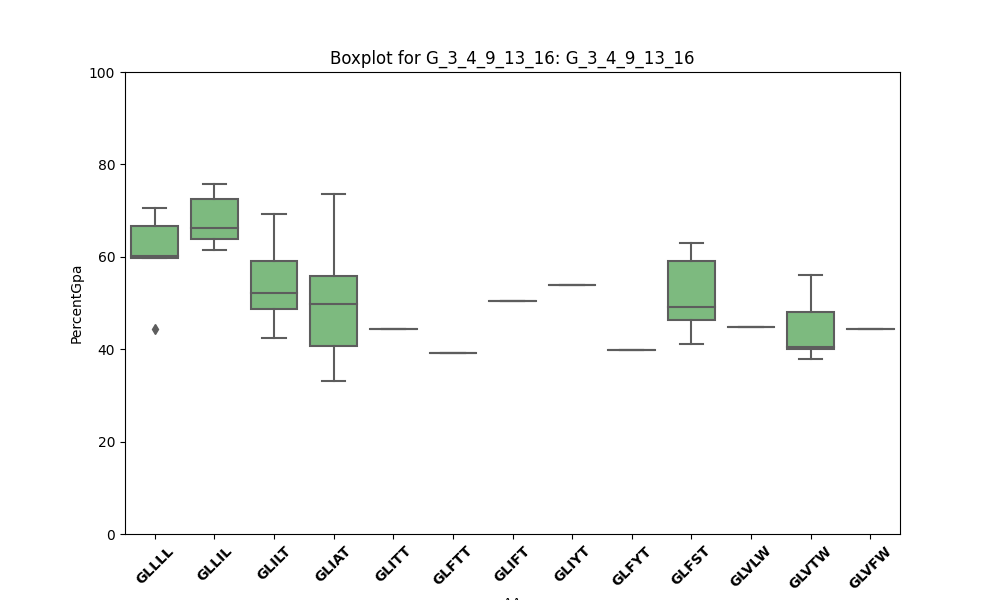 Boxplot for G_3_4_9_13_16: G_3_4_9_13_16
100
80
60
40
20
0
PercentGpa
GLLLL
GLLIL
GLILT
GLIAT
GLITT
GLFTT
GLIFT
GLIYT
GLFYT
GLFST
GLVLW
GLVTW
GLVFW